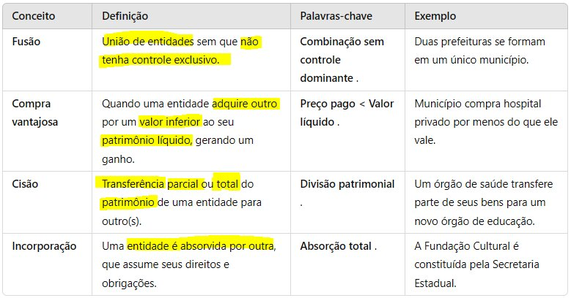 Conceito Definição Palavras-chave Exemplo
Fusão União de entidades sem que não Combinação sem Duas prefeituras se formam
tenha controle exclusivo. controle em um único município.
dominante .
Compra Quando uma entidade adquire outro Preço pago < Valor Município compra hospital
vantajosa por um valor inferior ao seu líquido . privado por menos do que ele
patrimônio líquido, gerando um vale.
ganho.
Cisão Transferência parcial ou total do Divisão patrimonial Um órgão de saúde transfere
patrimônio de uma entidade para . parte de seus bens para um
outro(s). novo órgão de educação.
Incorporação Uma entidade é absorvida por outra, Absorção total . A Fundação Cultural é
que assume seus direitos e constituída pela Secretaria
obrigações. Estadual.